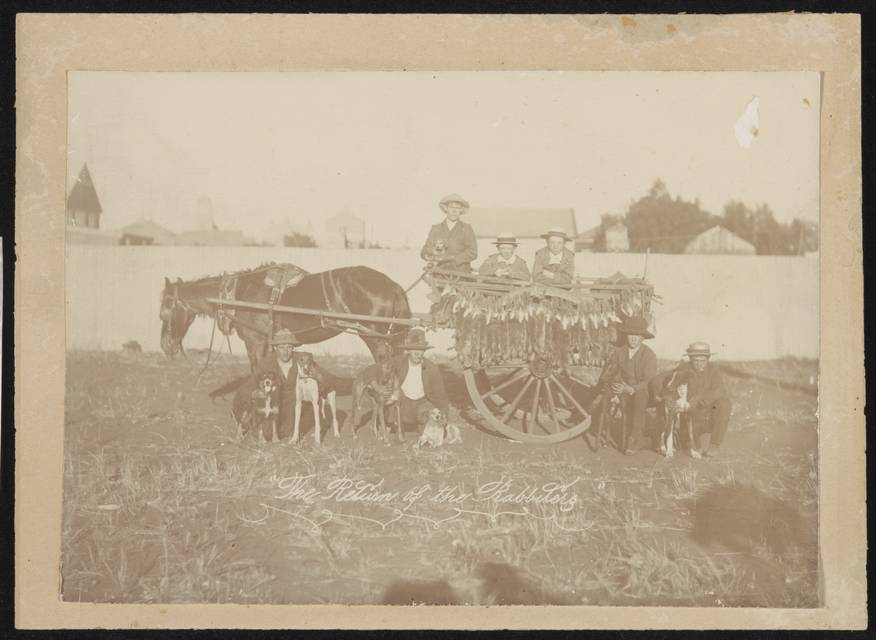 "The Return of the Rabbiters"